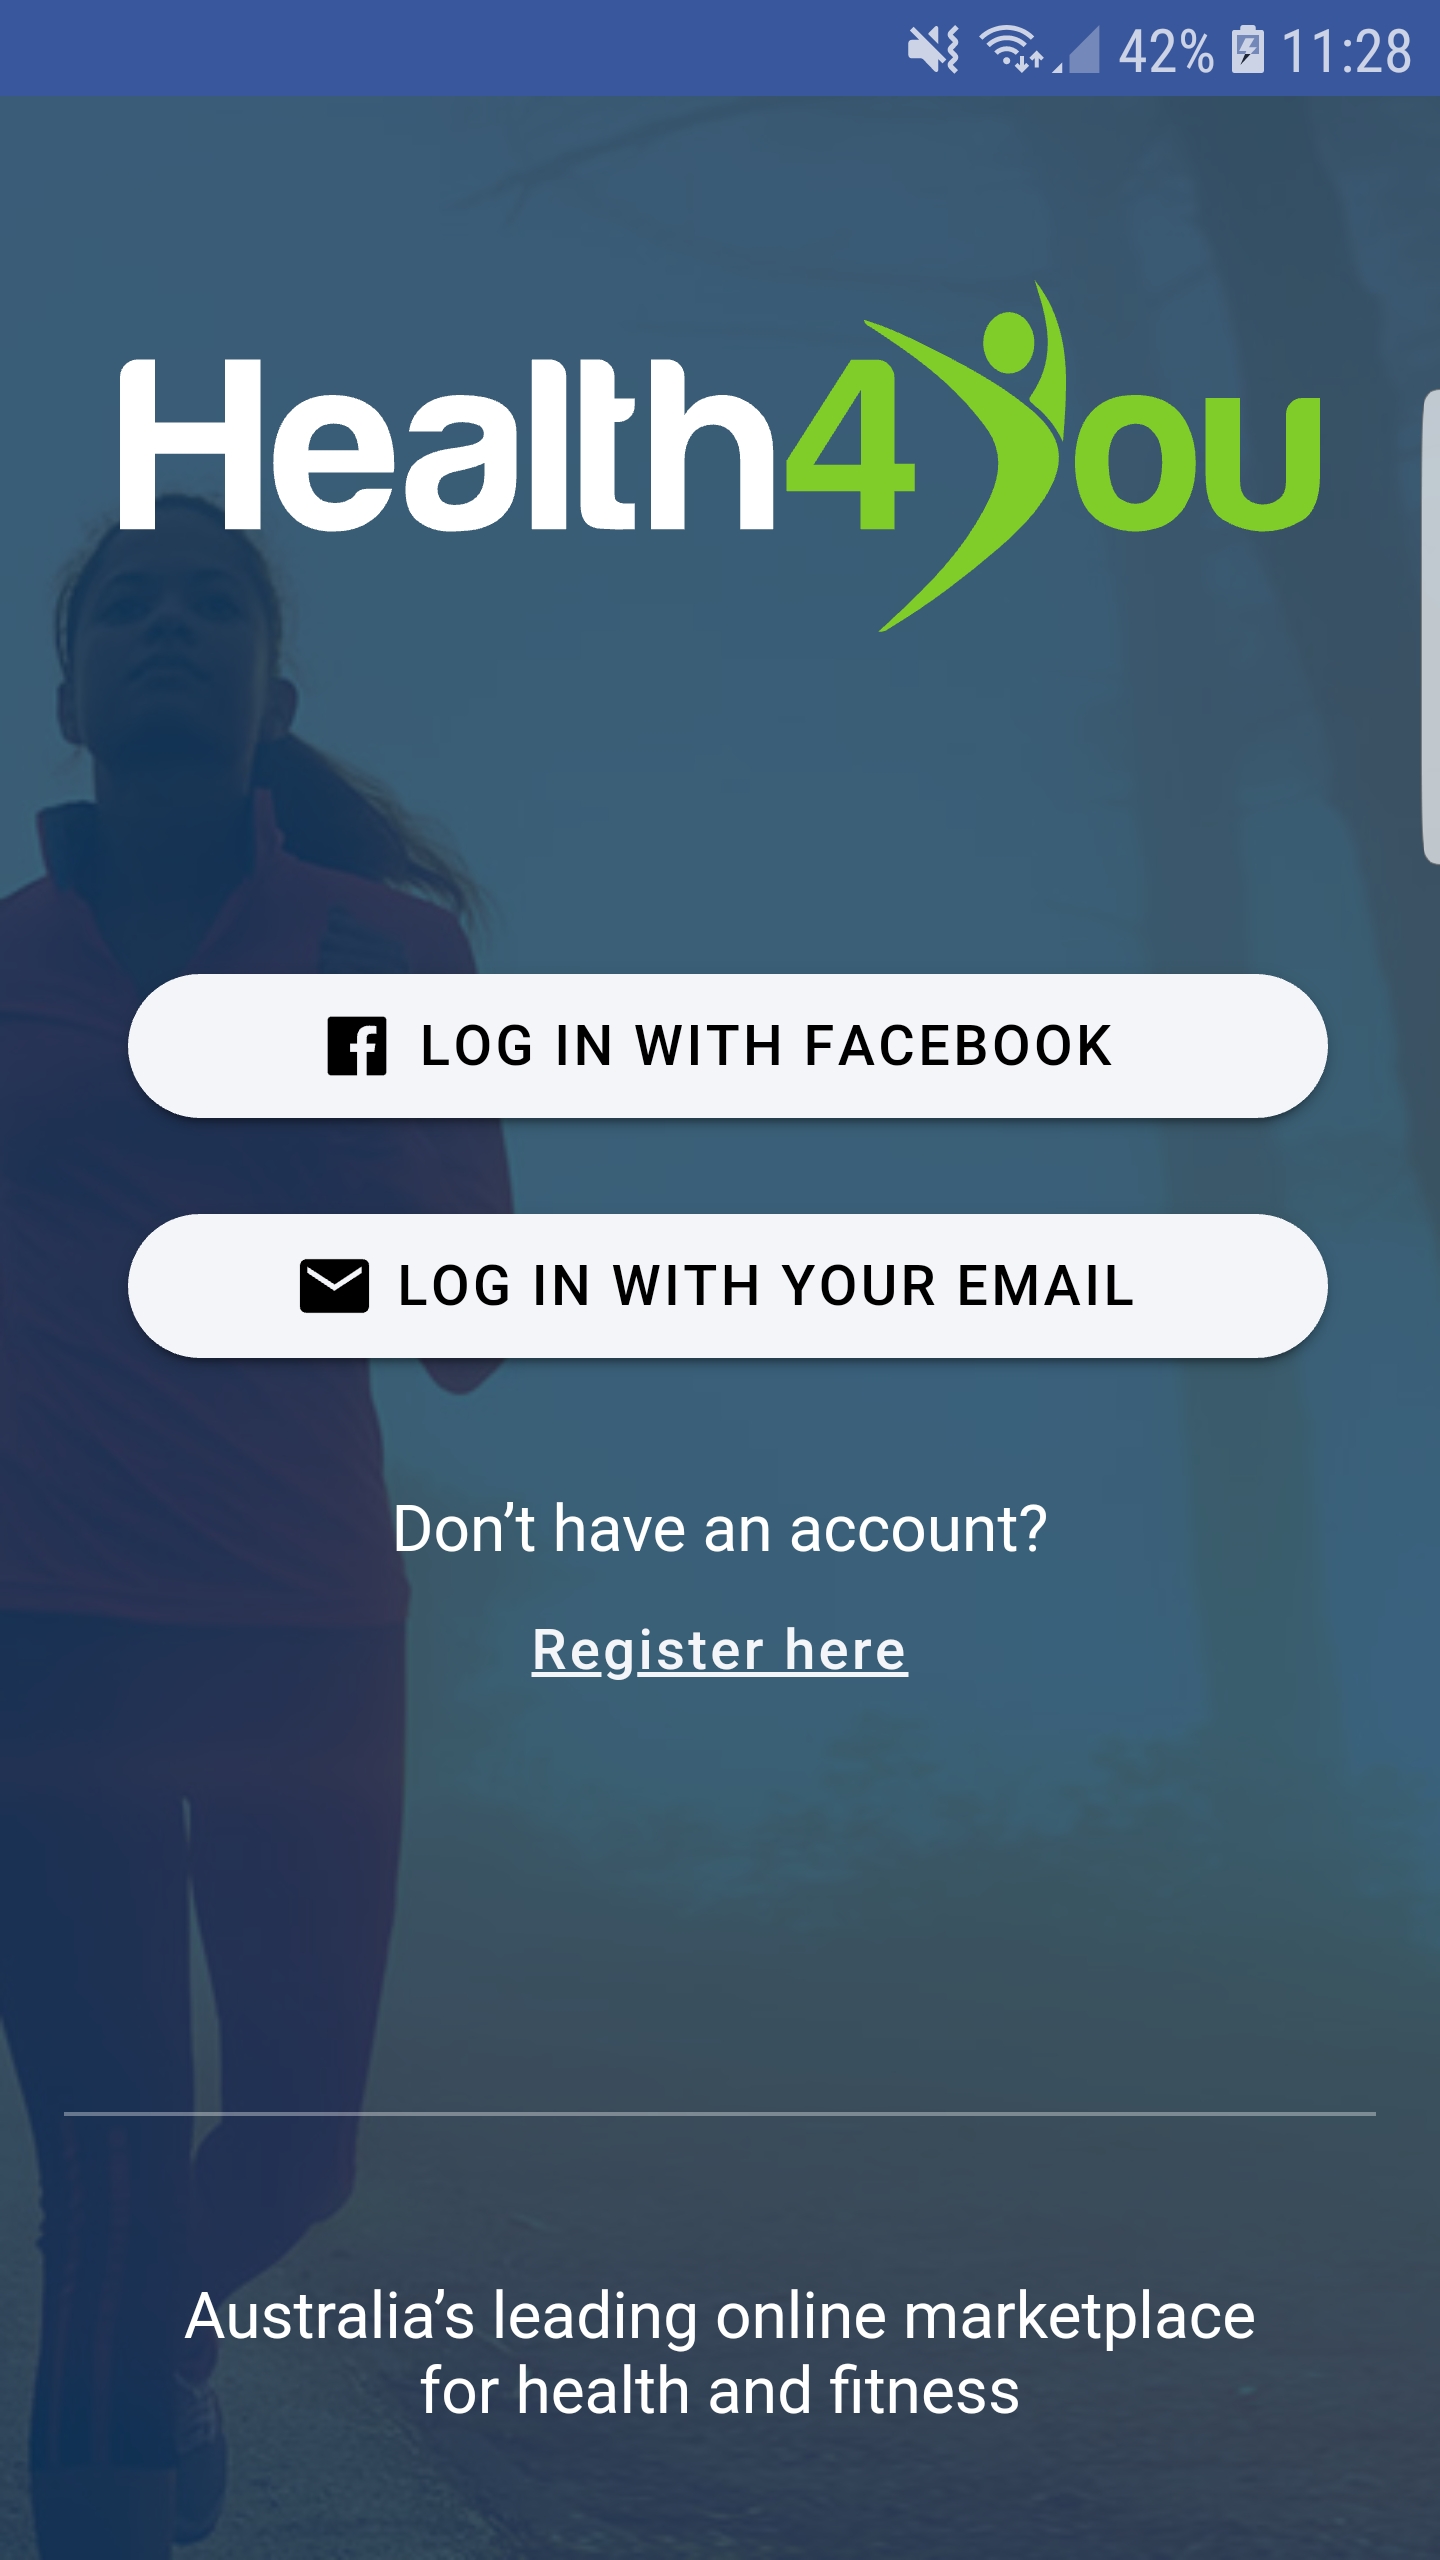 42% 11:28
Health4You
LOG IN WITH FACEBOOK
LOG IN WITH YOUR EMAIL
Don’t have an account?
Register here
Australia’s leading online marketplace
for health and fitness